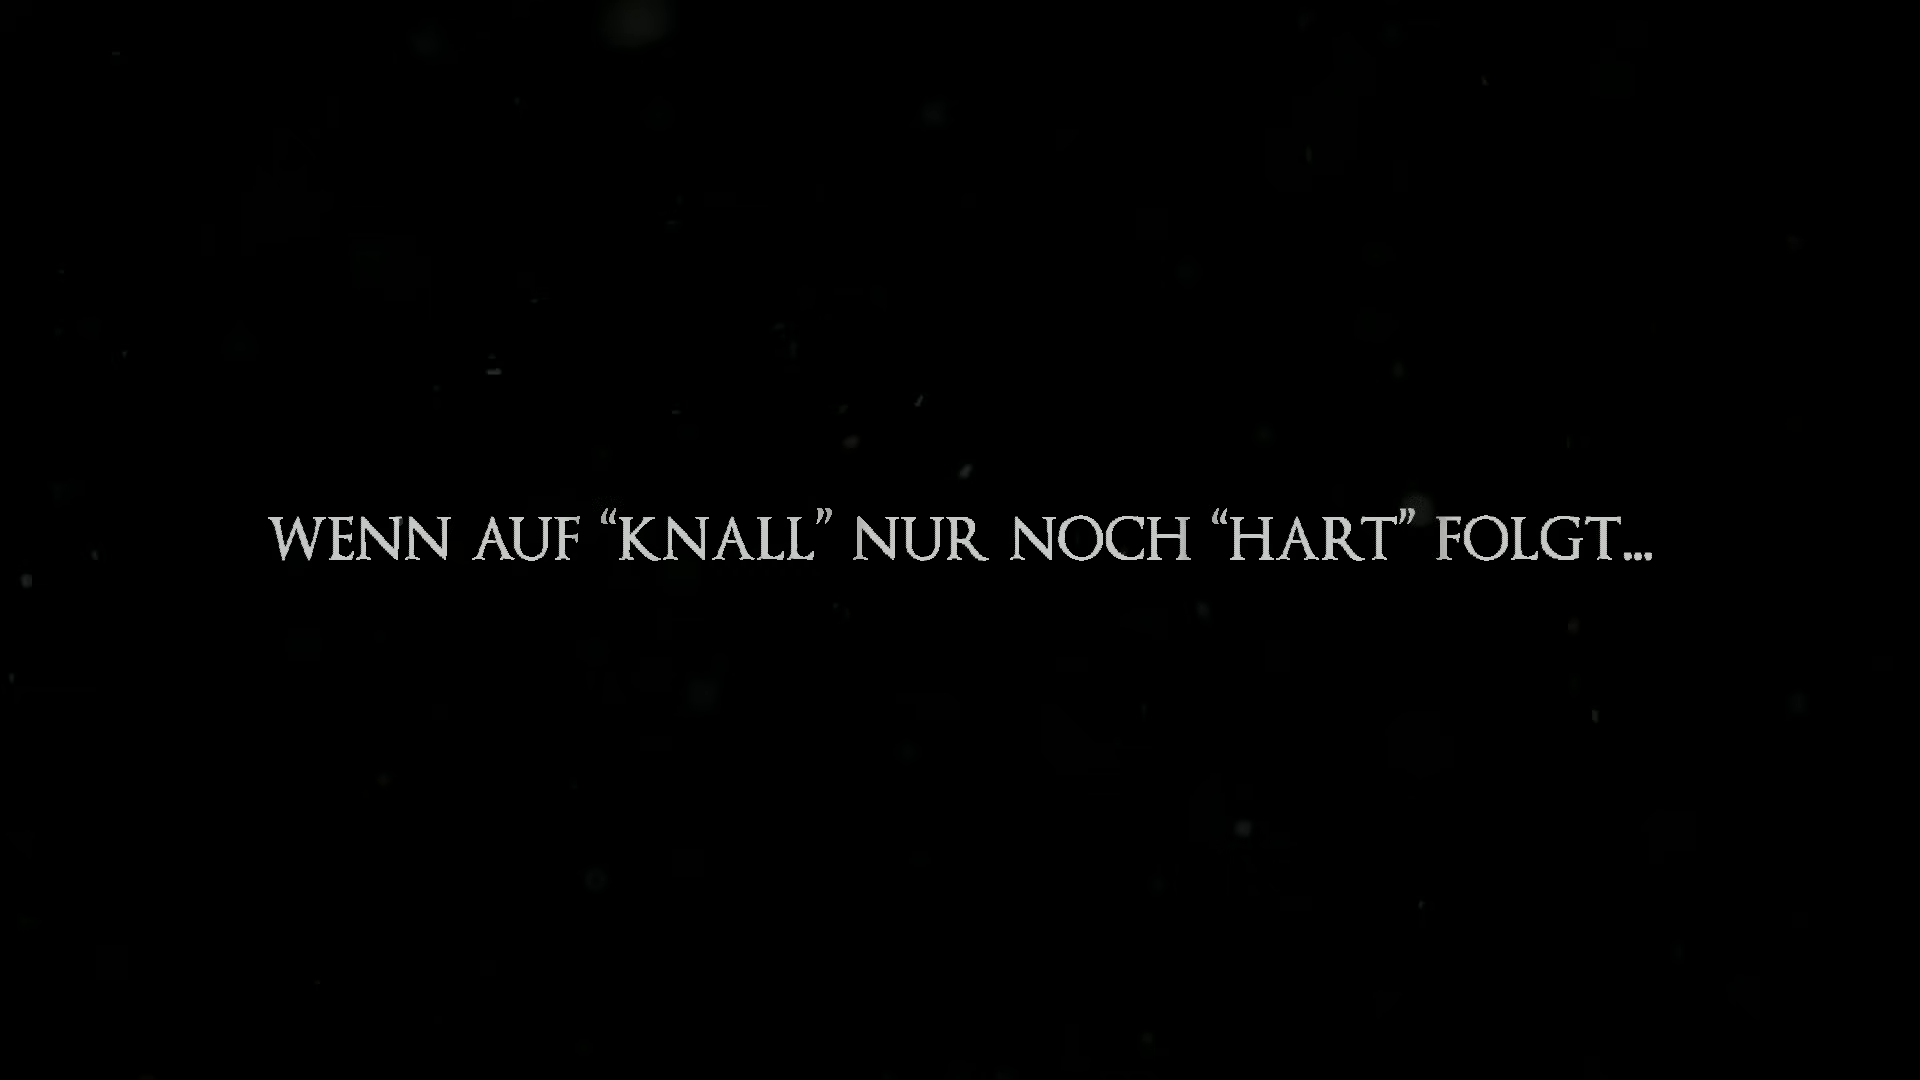 WENN AUF “KNALL” NUR NOCH “HART” FOLGT...